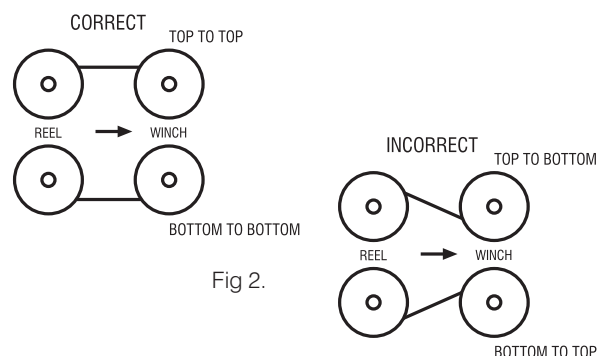 CORRECT
TOP TO TOP
REEL
WINCH
BOTTOM TO BOTTOM
Fig 2.
INCORRECT
TOP TO BOTTOM
REEL
WINCH
BOTTOM TO TOP